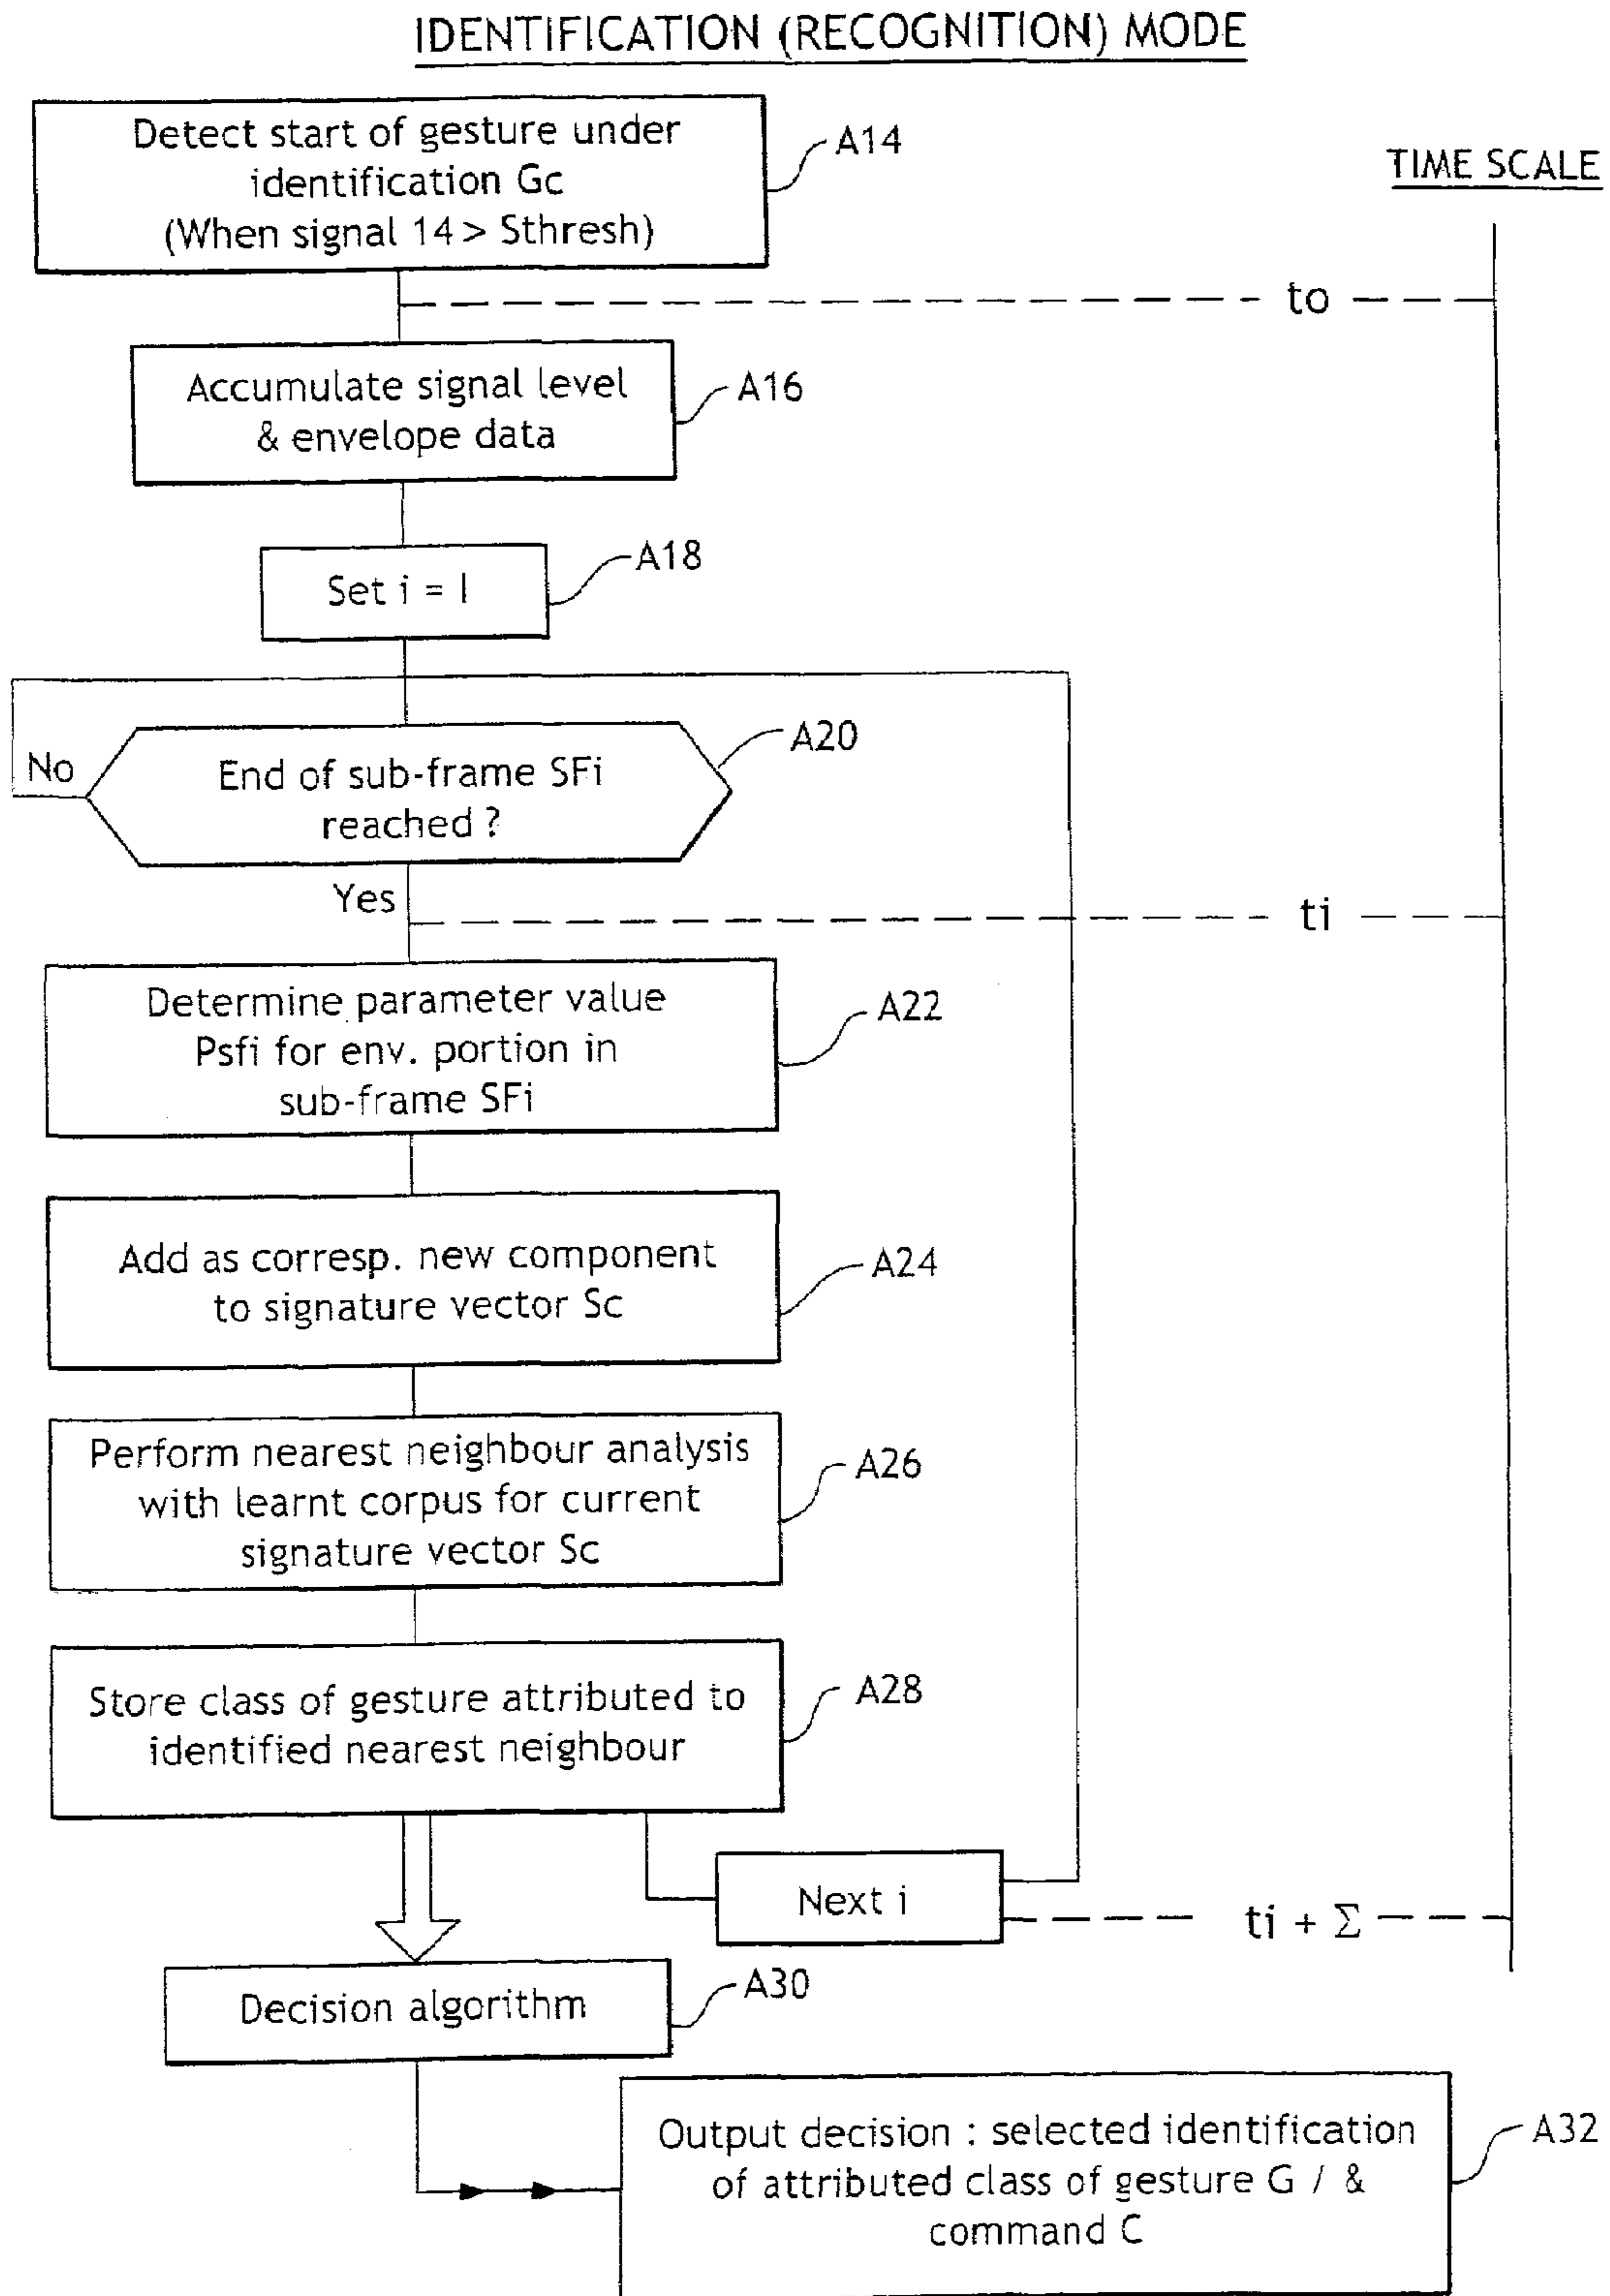 IDENTIFICATION (RECOGNITION) MODE
Detect start of gesture under
identification Gc
(When signal 14 > Sthresh)
A14
TIME SCALE
to
Accumulate signal level
& envelope data
A16
Set i = I
A18
End of sub-frame SFi
reached ?
A20
No
Yes
ti
Determine parameter value
Psfi for env. portion in
sub-frame SFi
A22
Add as corresp. new component
to signature vector Sc
A24
Perform nearest neighbour analysis
with learnt corpus for current
signature vector Sc
A26
Store class of gesture attributed to
identified nearest neighbour
A28
Next i
ti + Σ
Decision algorithm
A30
Output decision : selected identification
of attributed class of gesture G / &
command C
A32